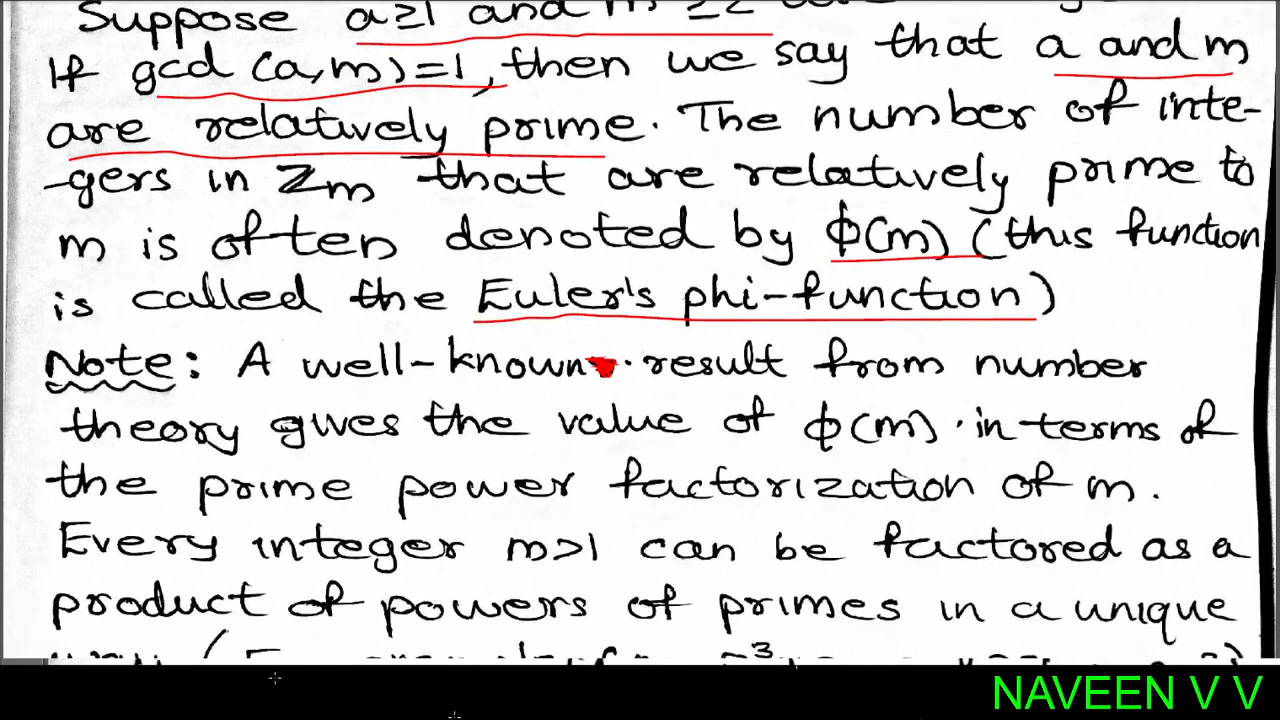 Suppose a≥1 and m ≥2
If gcd (a,m)=1, then we say that a and m
are relatively prime. The number of inte-
-gers in Zm that are relatively prime to
m is often denoted by ϕ(m) (this function
is called the Euler's phi-function)
Note: A well-known result from number
theory gives the value of ϕ(m) in terms of
the prime power factorization of m.
Every integer m>1 can be factored as a
product of powers of primes in a unique
NAVEEN V V